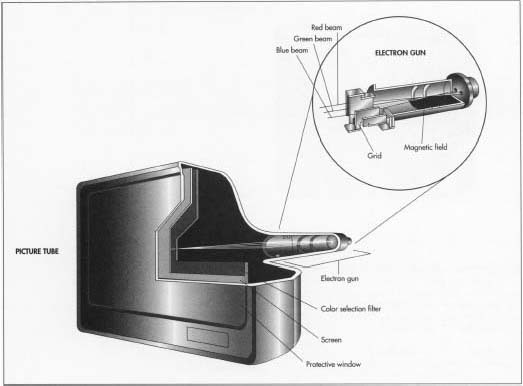 Red beam
Green beam
Blue beam
ELECTRON GUN
Magnetic field
Grid
PICTURE TUBE
Electron gun
Color selection filter
Screen
Protective window